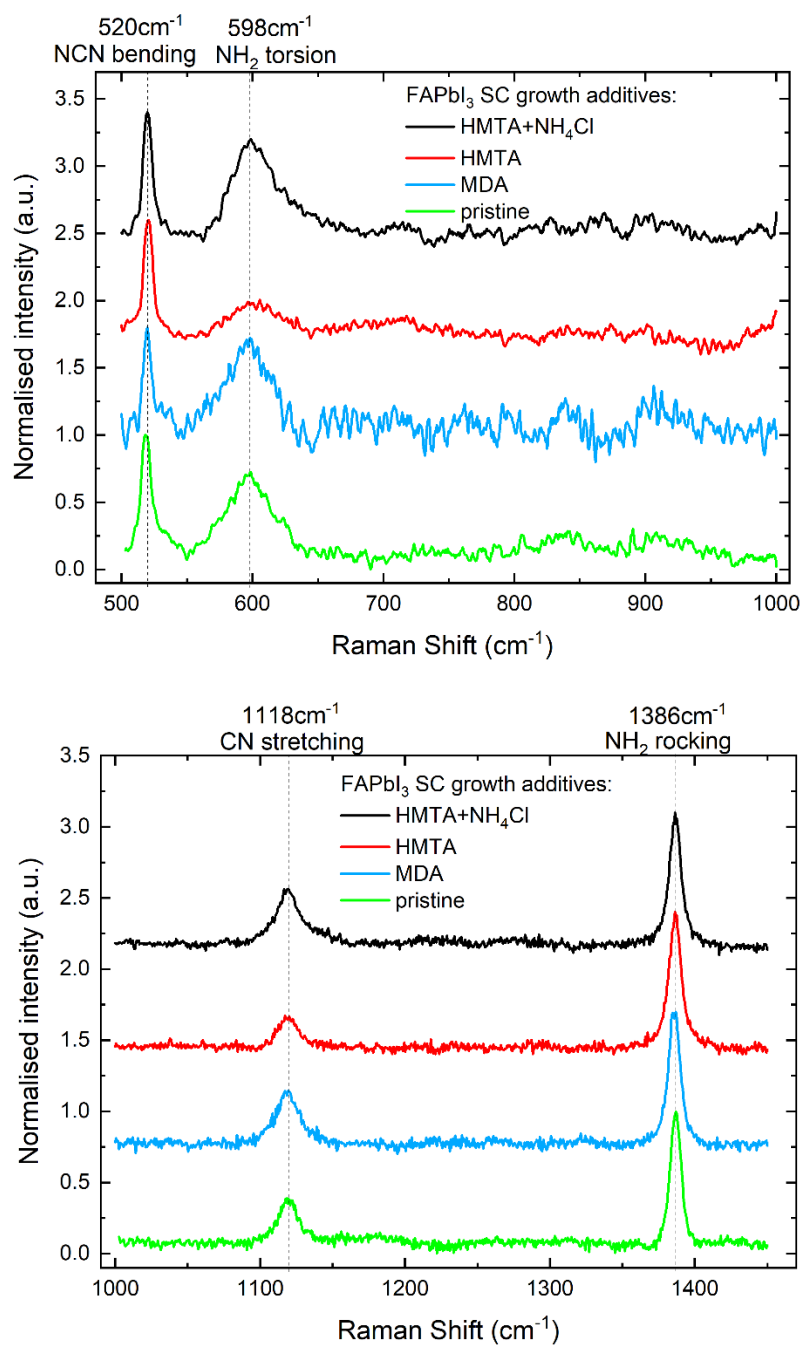 520cm⁻¹ 598cm⁻¹
NCN bending NH₂ torsion
3.5
3.0
2.5
2.0
1.5
1.0
0.5
0.0
Normalised intensity (a.u.)
FAPbI₃ SC growth additives:
HMTA+NH₄Cl
HMTA
MDA
pristine
500 600 700 800 900 1000
Raman Shift (cm⁻¹)
1118cm⁻¹ 1386cm⁻¹
CN stretching NH₂ rocking
3.5
3.0
2.5
2.0
1.5
1.0
0.5
0.0
Normalised intensity (a.u.)
FAPbI₃ SC growth additives:
HMTA+NH₄Cl
HMTA
MDA
pristine
1000 1100 1200 1300 1400
Raman Shift (cm⁻¹)